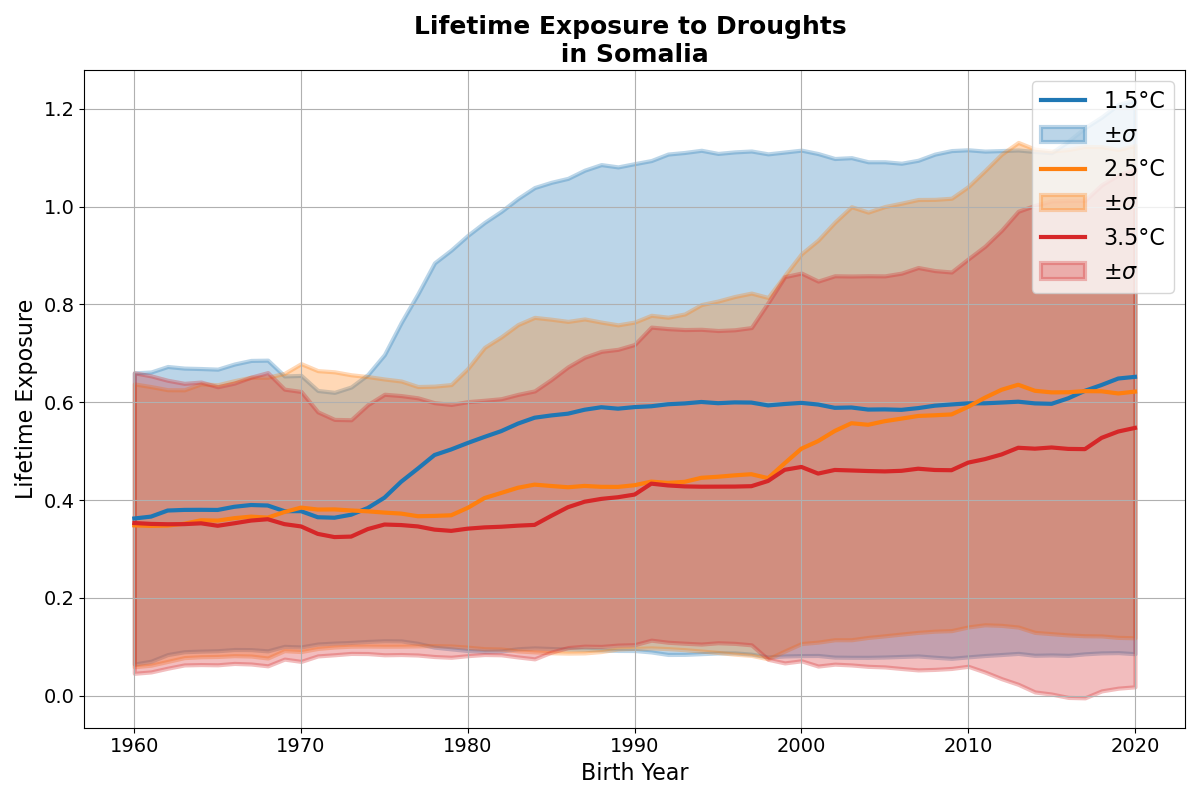 Lifetime Exposure to Droughts
in Somalia
1.5°C
±σ
2.5°C
±σ
3.5°C
±σ
Lifetime Exposure
1.2
1.0
0.8
0.6
0.4
0.2
0.0
1960 1970 1980 1990 2000 2010 2020
Birth Year